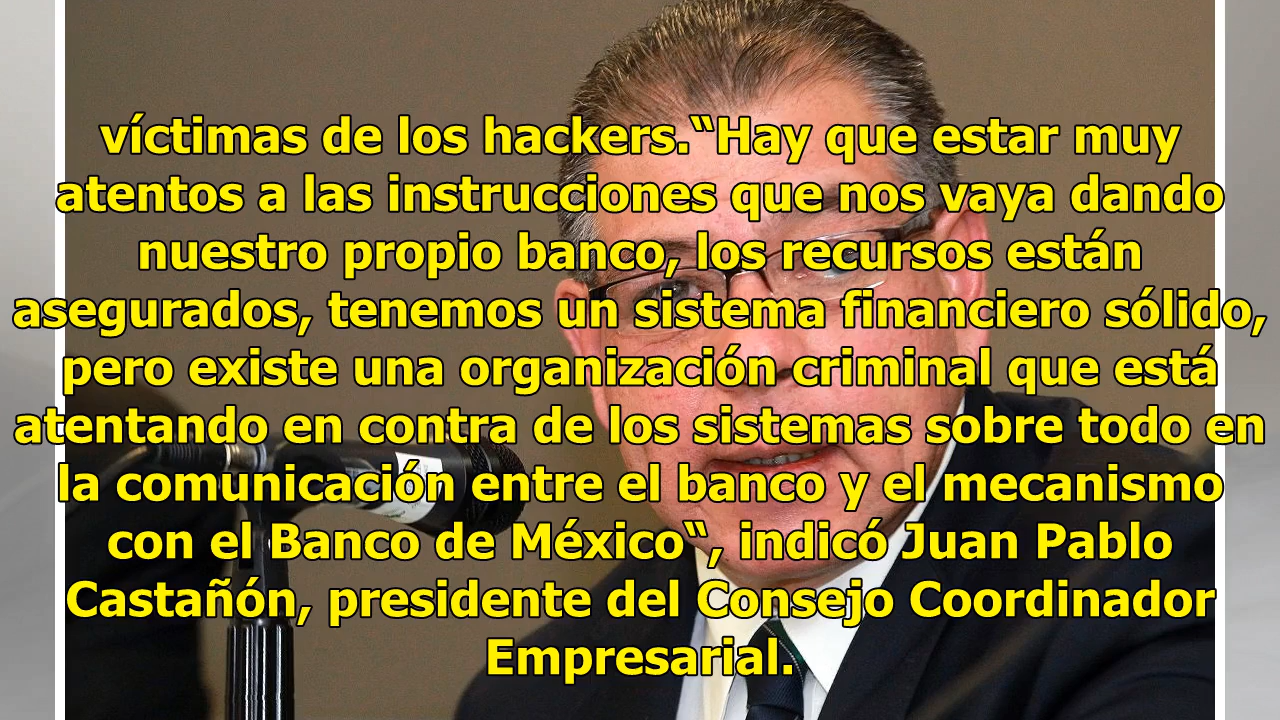 víctimas de los hackers.“Hay que estar muy
atentos a las instrucciones que nos vaya dando
nuestro propio banco, los recursos están
asegurados, tenemos un sistema financiero sólido,
pero existe una organización criminal que está
atentando en contra de los sistemas sobre todo en
la comunicación entre el banco y el mecanismo
con el Banco de México“, indicó Juan Pablo
Castañón, presidente del Consejo Coordinador
Empresarial.